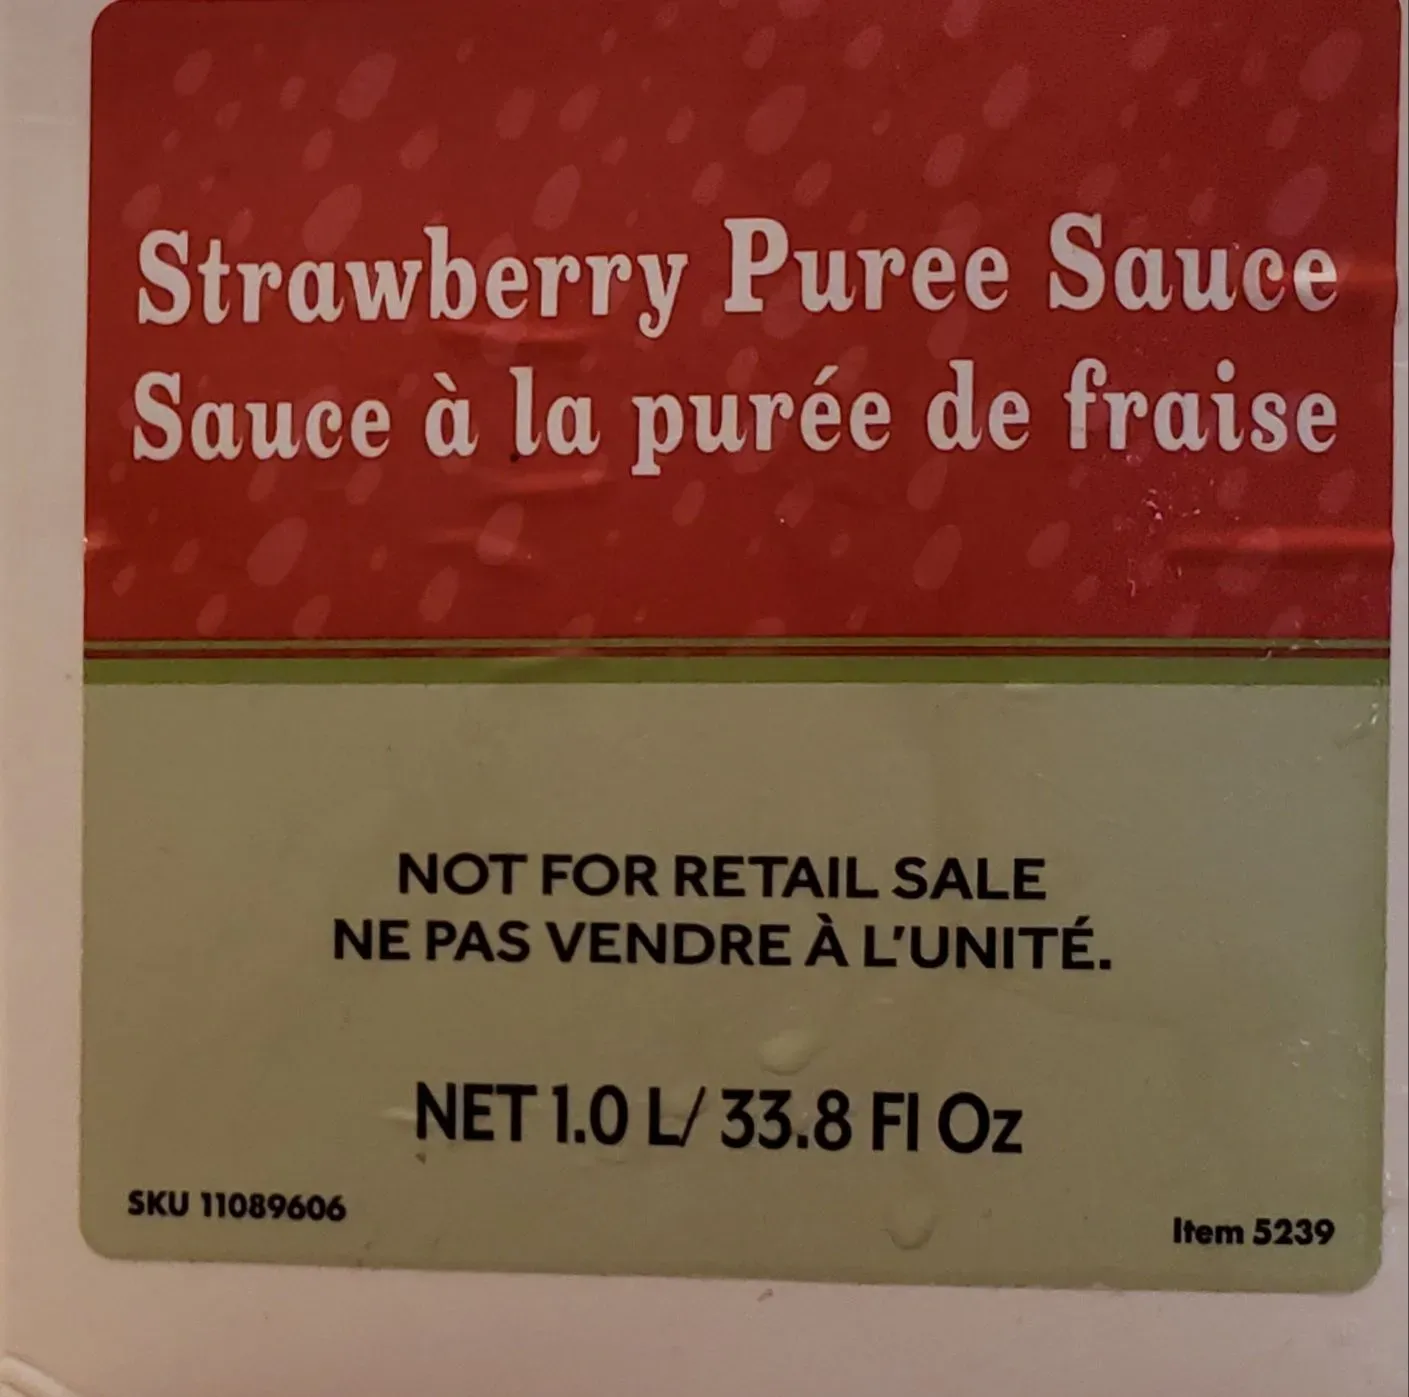 Strawberry Puree Sauce
Sauce à la purée de fraise
NOT FOR RETAIL SALE
NE PAS VENDRE À L'UNITÉ.
NET 1.0 L/ 33.8 Fl Oz
SKU 11089606
Item 5239